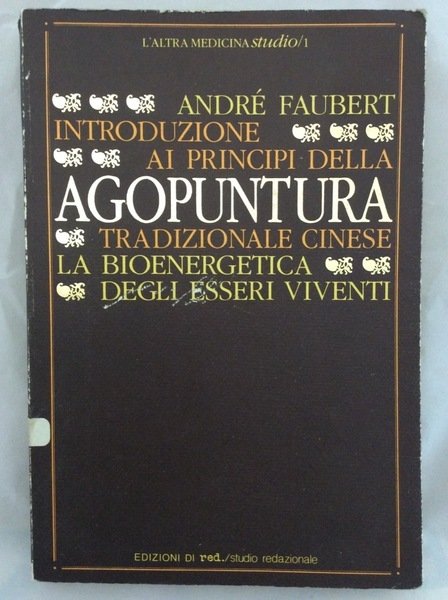 L'ALTRA MEDICINA studio/1
ANDRÉ FAUBERT
INTRODUZIONE
AI PRINCIPI DELLA
AGOPUNTURA
TRADIZIONALE CINESE
LA BIOENERGETICA
DEGLI ESSERI VIVENTI
EDIZIONI DI red./studio redazionale